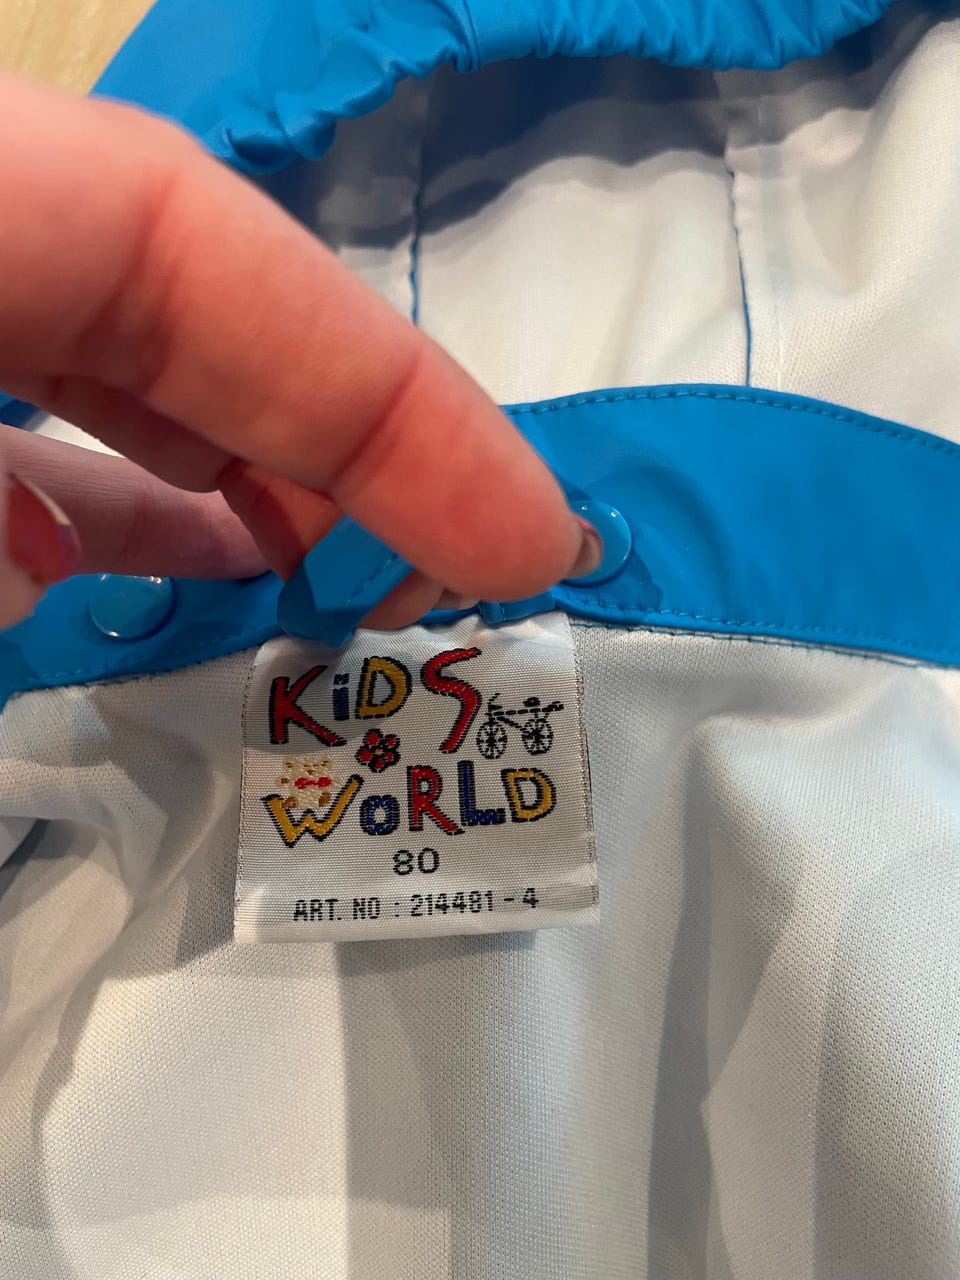 KiDS
WoRLD
80
ART. NO : 214481 - 4